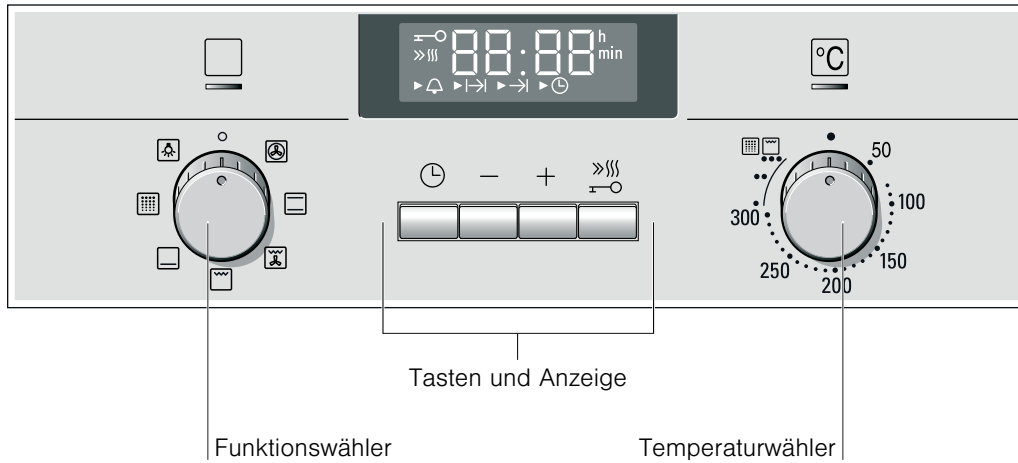 88:88 h
min
°C
50
100
150
200
250
300
− +
Tasten und Anzeige
Funktionswähler Temperaturwähler